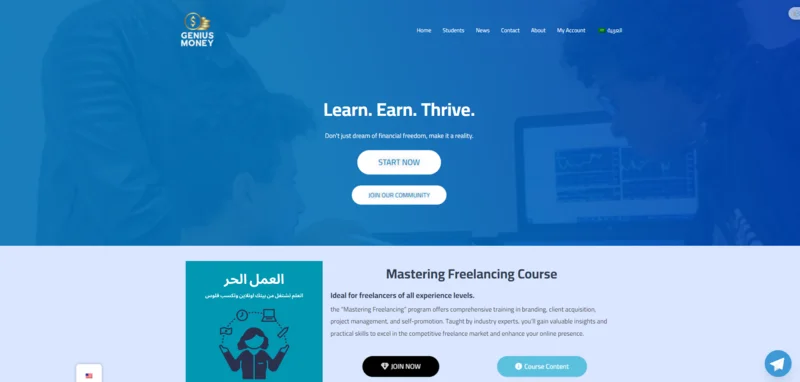 GENIUS
MONEY
Home Students News Contact About My Account العربية
Learn. Earn. Thrive.
Don't just dream of financial freedom, make it a reality.
START NOW
JOIN OUR COMMUNITY
العمل الحر
اتعلم تشتغل من بيتك اونلاين وتكسب فلوس
Mastering Freelancing Course
Ideal for freelancers of all experience levels.
the "Mastering Freelancing" program offers comprehensive training in branding, client acquisition,
project management, and self-promotion. Taught by industry experts, you'll gain valuable insights and
practical skills to excel in the competitive freelance market and enhance your online presence.
JOIN NOW
Course Content